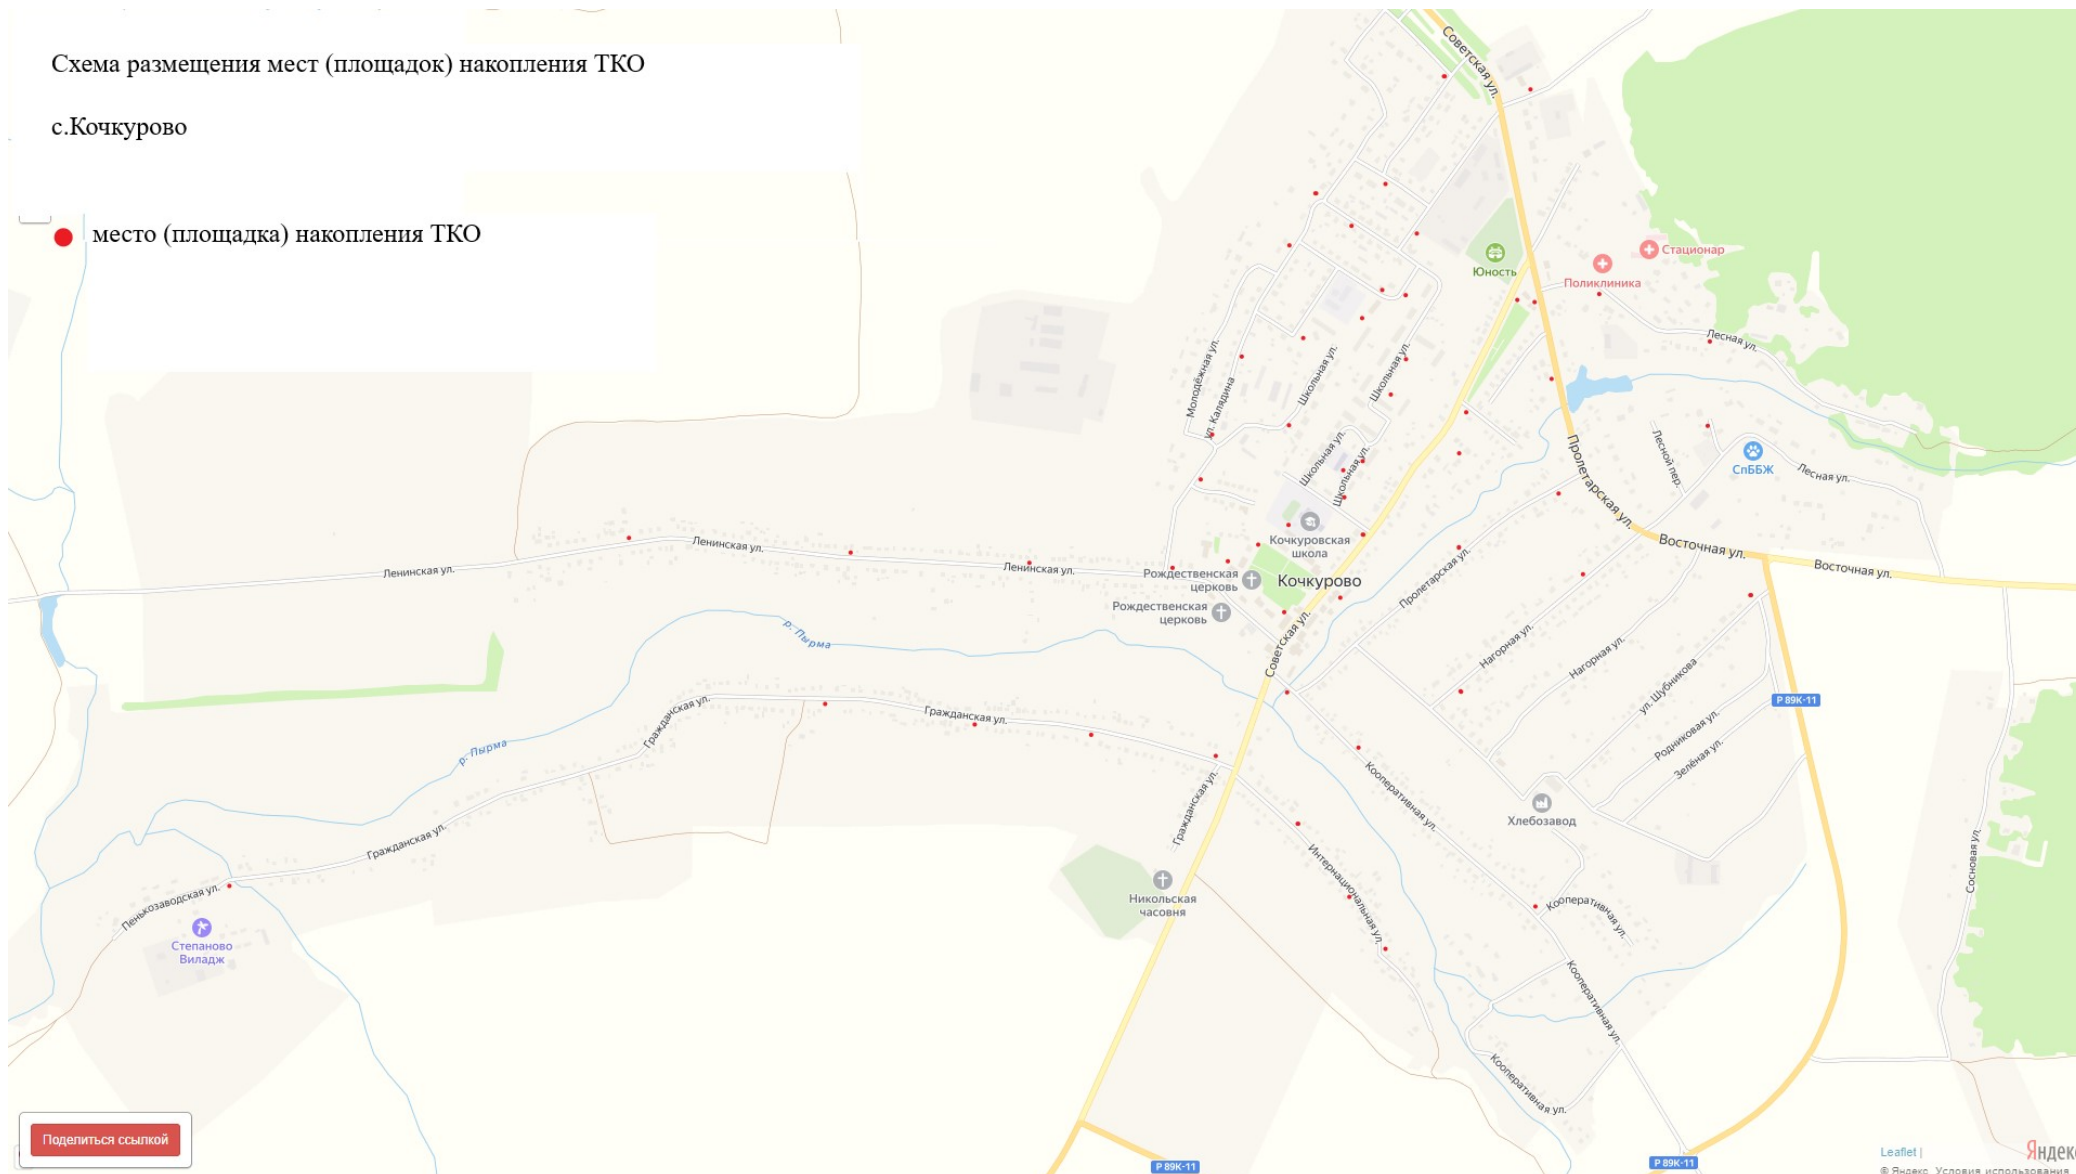 Схема размещения мест (площадок) накопления ТКО
с.Кочкурово
место (площадка) накопления ТКО
Советская ул.
Юность
Стационар
Поликлиника
Лесная ул.
Молодёжная ул.
ул. Калядина
Школьная ул.
Школьная ул.
Школьная ул.
Школьная ул.
Пролетарская ул.
Лесной пер.
СпББЖ
Лесная ул.
Кочкуровская
школа
Ленинская ул.
Ленинская ул.
Ленинская ул.
Восточная ул.
Восточная ул.
Рождественская
церковь
Кочкурово
Рождественская
церковь
Пролетарская ул.
р. Пырма
Советская ул.
Нагорная ул.
Нагорная ул.
ул. Шубникова
Р 89К-11
Гражданская ул.
Гражданская ул.
р. Пырма
Родниковая ул.
Зелёная ул.
Кооперативная ул.
Гражданская ул.
Хлебозавод
Гражданская ул.
Интернациональная ул.
Сосновая ул.
Пенькозаводская ул.
Никольская
часовня
Кооперативная ул.
Степаново
Виладж
Кооперативная ул.
Кооперативная ул.
Поделиться ссылкой
Р 89К-11
Р 89К-11
Leaflet |
Яндекс
© Яндекс Условия использования